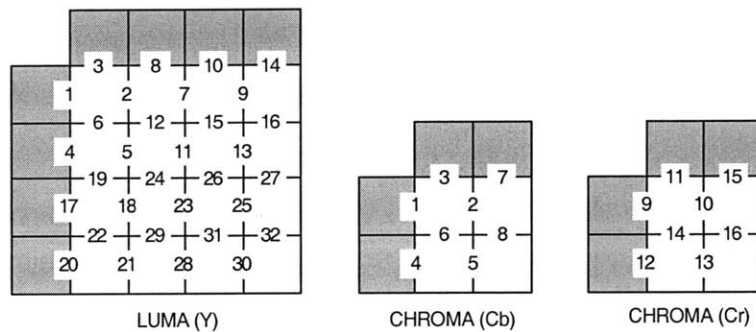 3 8 10 14
1 2 7 9
6 12 15 16
4 5 11 13
19 24 26 27
17 18 23 25
22 29 31 32
20 21 28 30
LUMA (Y)
3 7
1 2
6 8
4 5
CHROMA (Cb)
11 15
9 10
14 16
12 13
CHROMA (Cr)